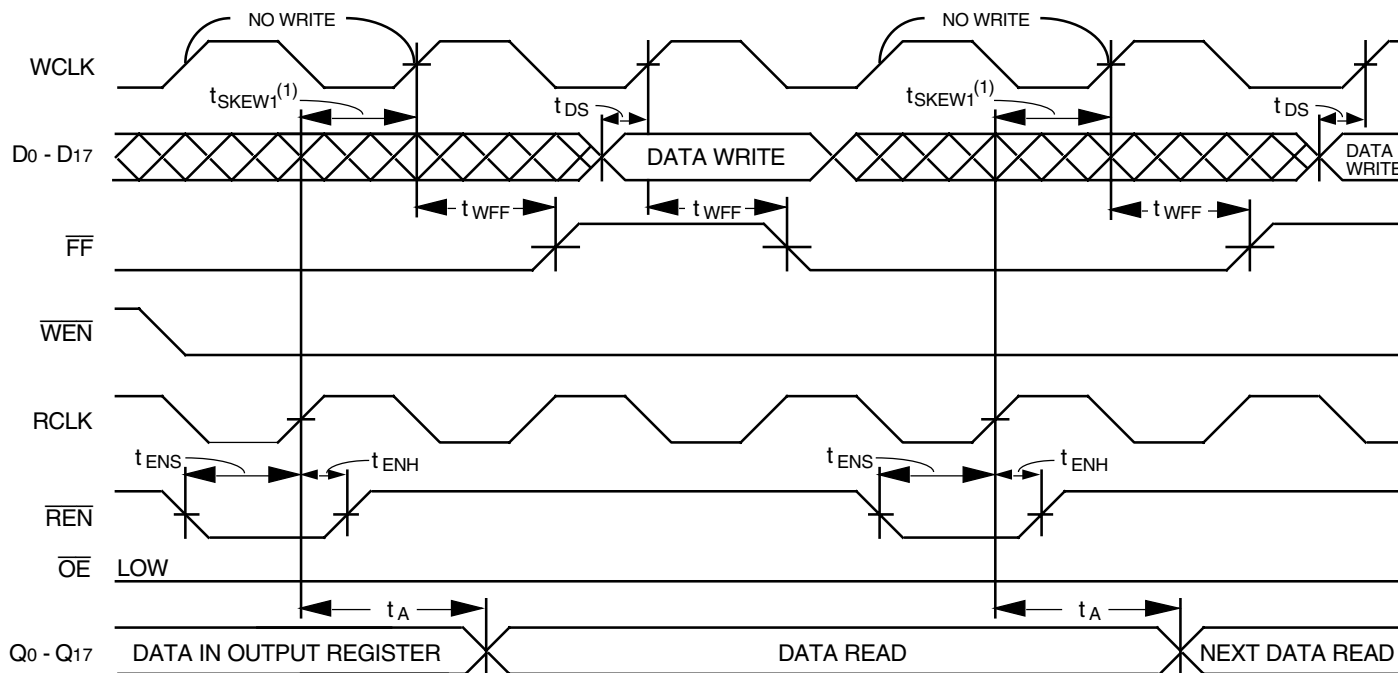 NO WRITE
NO WRITE
WCLK
tSKEW1(1)
tDS
tSKEW1(1)
tDS
D0 - D17
DATA WRITE
DATA
WRITE
tWFF
tWFF
tWFF
FF
WEN
RCLK
tENS
tENH
tENS
tENH
REN
OE
LOW
tA
tA
Q0 - Q17
DATA IN OUTPUT REGISTER
DATA READ
NEXT DATA READ